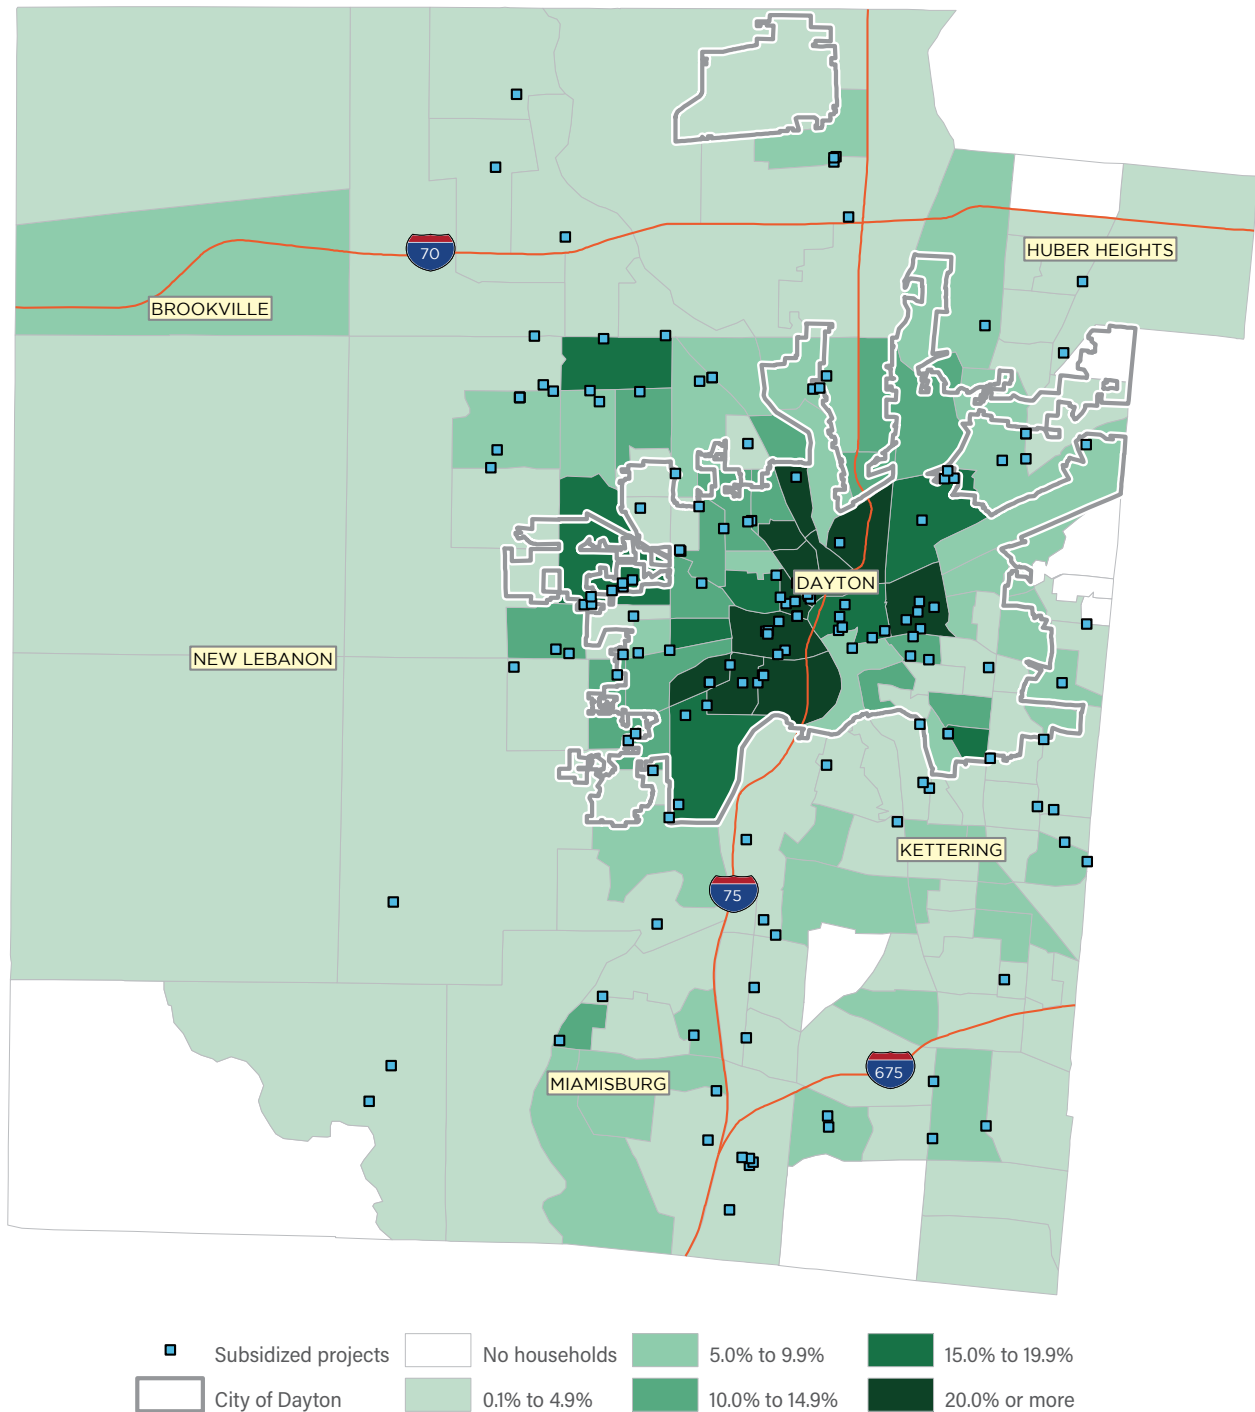 70
HUBER HEIGHTS
BROOKVILLE
DAYTON
NEW LEBANON
KETTERING
75
675
MIAMISBURG
Subsidized projects
No households
5.0% to 9.9%
15.0% to 19.9%
City of Dayton
0.1% to 4.9%
10.0% to 14.9%
20.0% or more